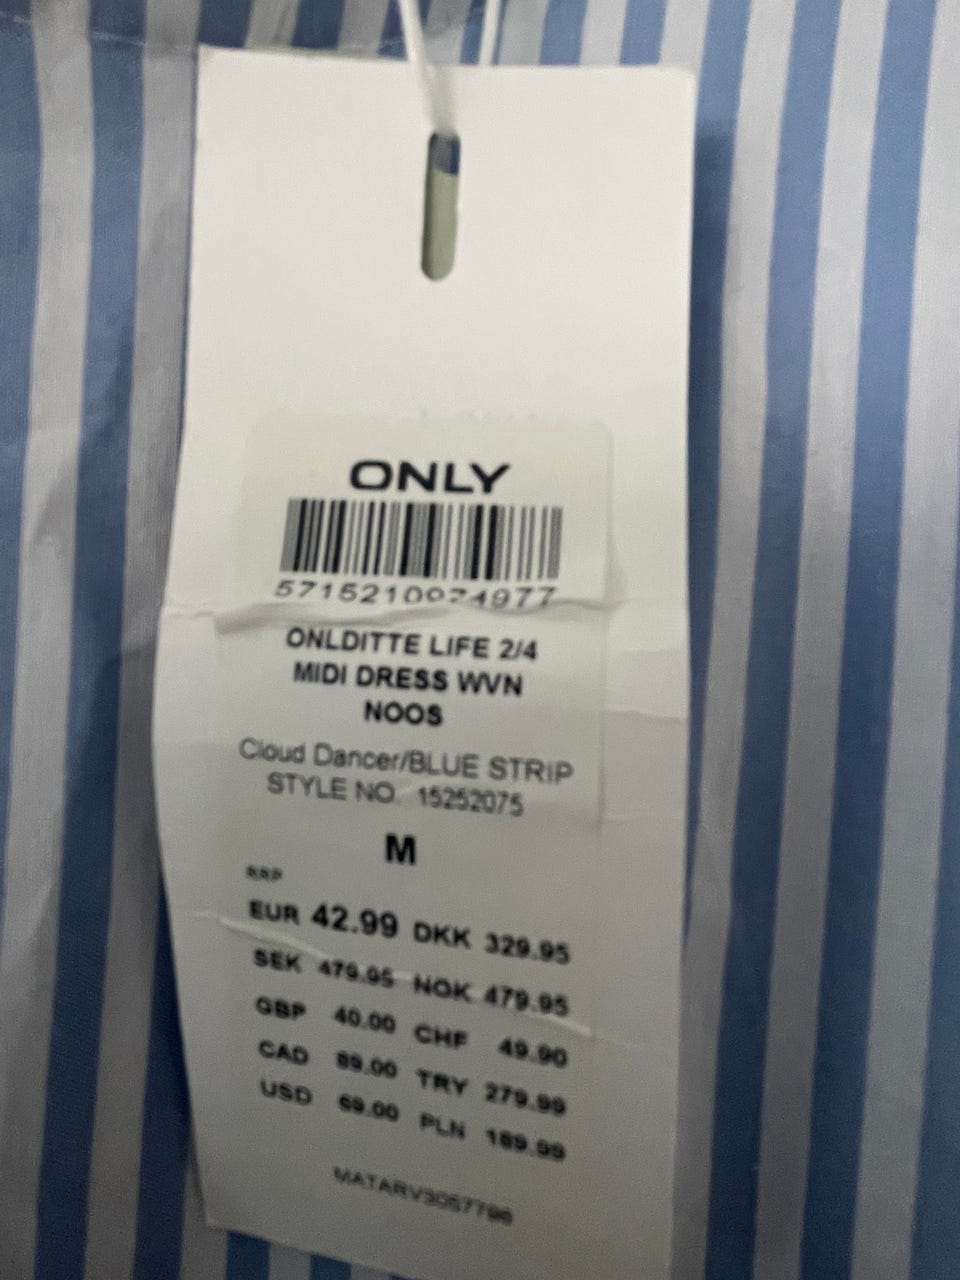 ONLY
ONLDITTE LIFE 2/4
MIDI DRESS WVN
NOOS
Cloud Dancer/BLUE STRIP
STYLE NO. 15252075
M
RRP
EUR 42.99 DKK 329.95
SEK 479.95 NOK 479.95
GBP 40.00 CHF 49.90
CAD 89.00 TRY 279.99
USD 69.00 PLN 189.99
MATARV3057796